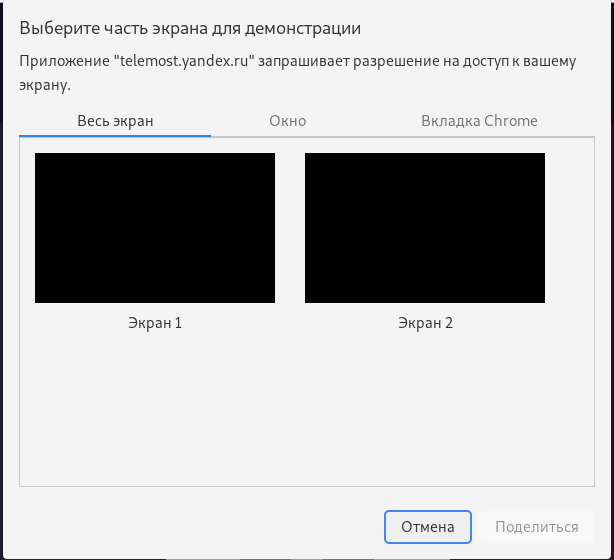 Выберите часть экрана для демонстрации
Приложение "telemost.yandex.ru" запрашивает разрешение на доступ к вашему
экрану.
Весь экран
Окно
Вкладка Chrome
Экран 1
Экран 2
Отмена
Поделиться